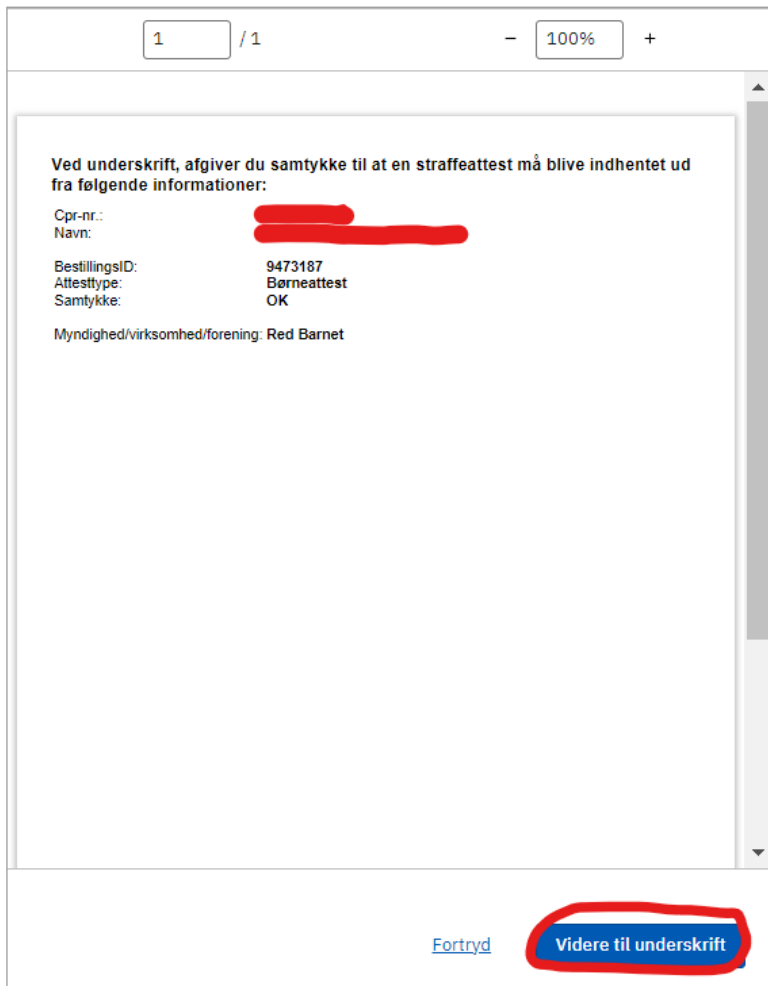 1 / 1 − 100% +
Ved underskrift, afgiver du samtykke til at en straffeattest må blive indhentet ud
fra følgende informationer:
Cpr-nr.:
Navn:
BestillingsID: 9473187
Attesttype: Børneattest
Samtykke: OK
Myndighed/virksomhed/forening: Red Barnet
Fortryd Videre til underskrift